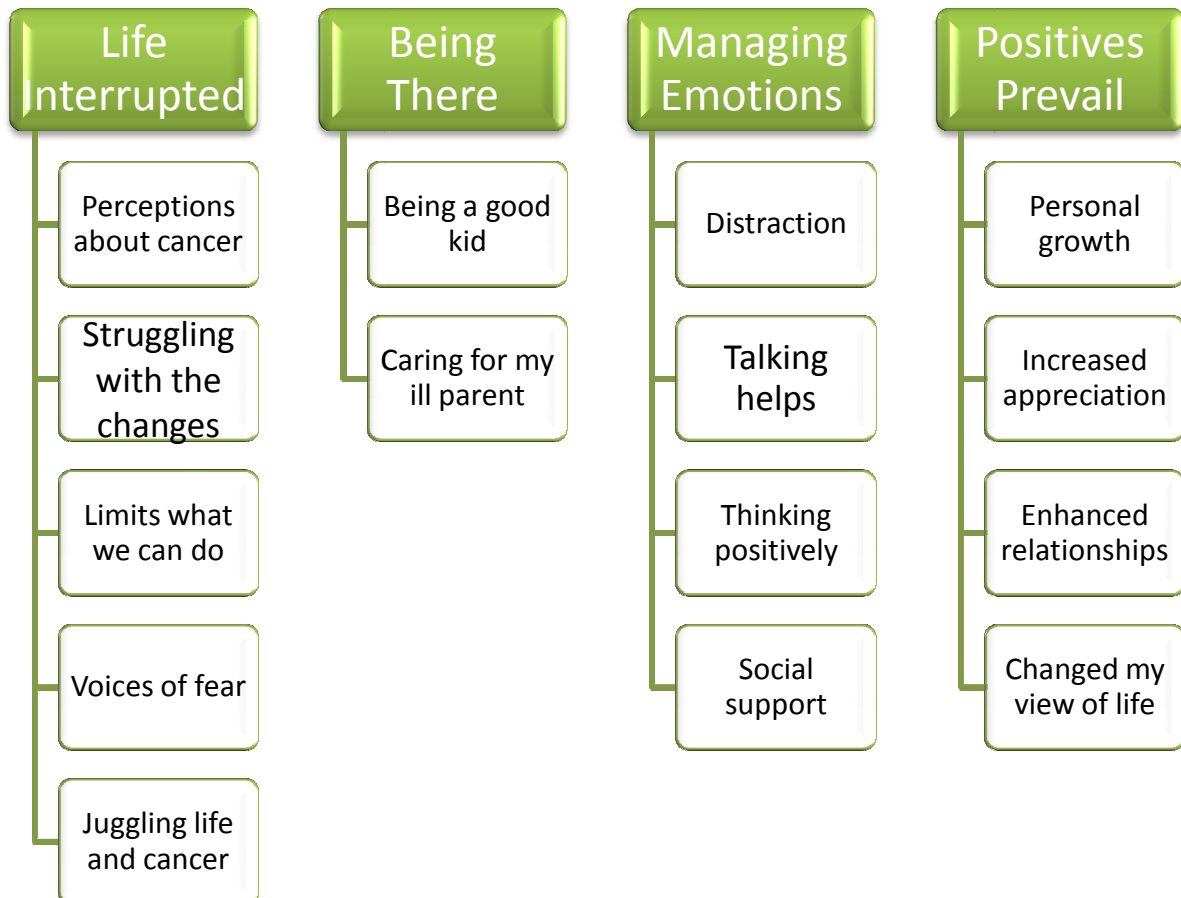 Life
Interrupted
Perceptions
about cancer
Struggling
with the
changes
Limits what
we can do
Voices of fear
Juggling life
and cancer
Being
There
Being a good
kid
Caring for my
ill parent
Managing
Emotions
Distraction
Talking
helps
Thinking
positively
Social
support
Positives
Prevail
Personal
growth
Increased
appreciation
Enhanced
relationships
Changed my
view of life